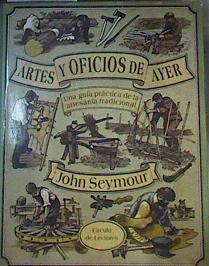 ARTES Y OFICIOS DE AYER
Una guía práctica de la
artesanía tradicional
John Seymour
Círculo
de Lectores